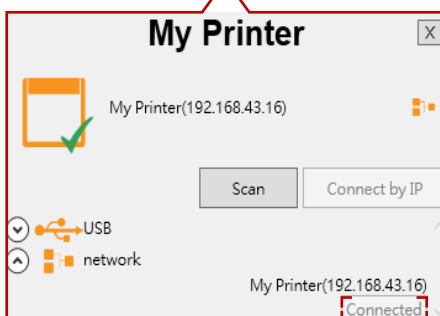 My Printer
X
My Printer(192.168.43.16)
Scan
Connect by IP
USB
network
My Printer(192.168.43.16)
Connected